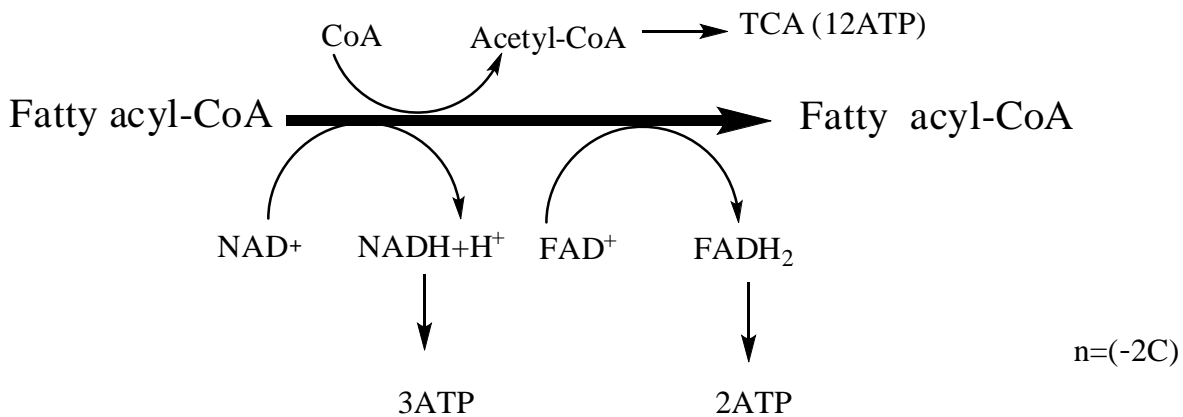 CoA
Acetyl-CoA
TCA (12ATP)
Fatty acyl-CoA
Fatty acyl-CoA
NAD+
NADH+H⁺
FAD⁺
FADH₂
n=(-2C)
3ATP
2ATP